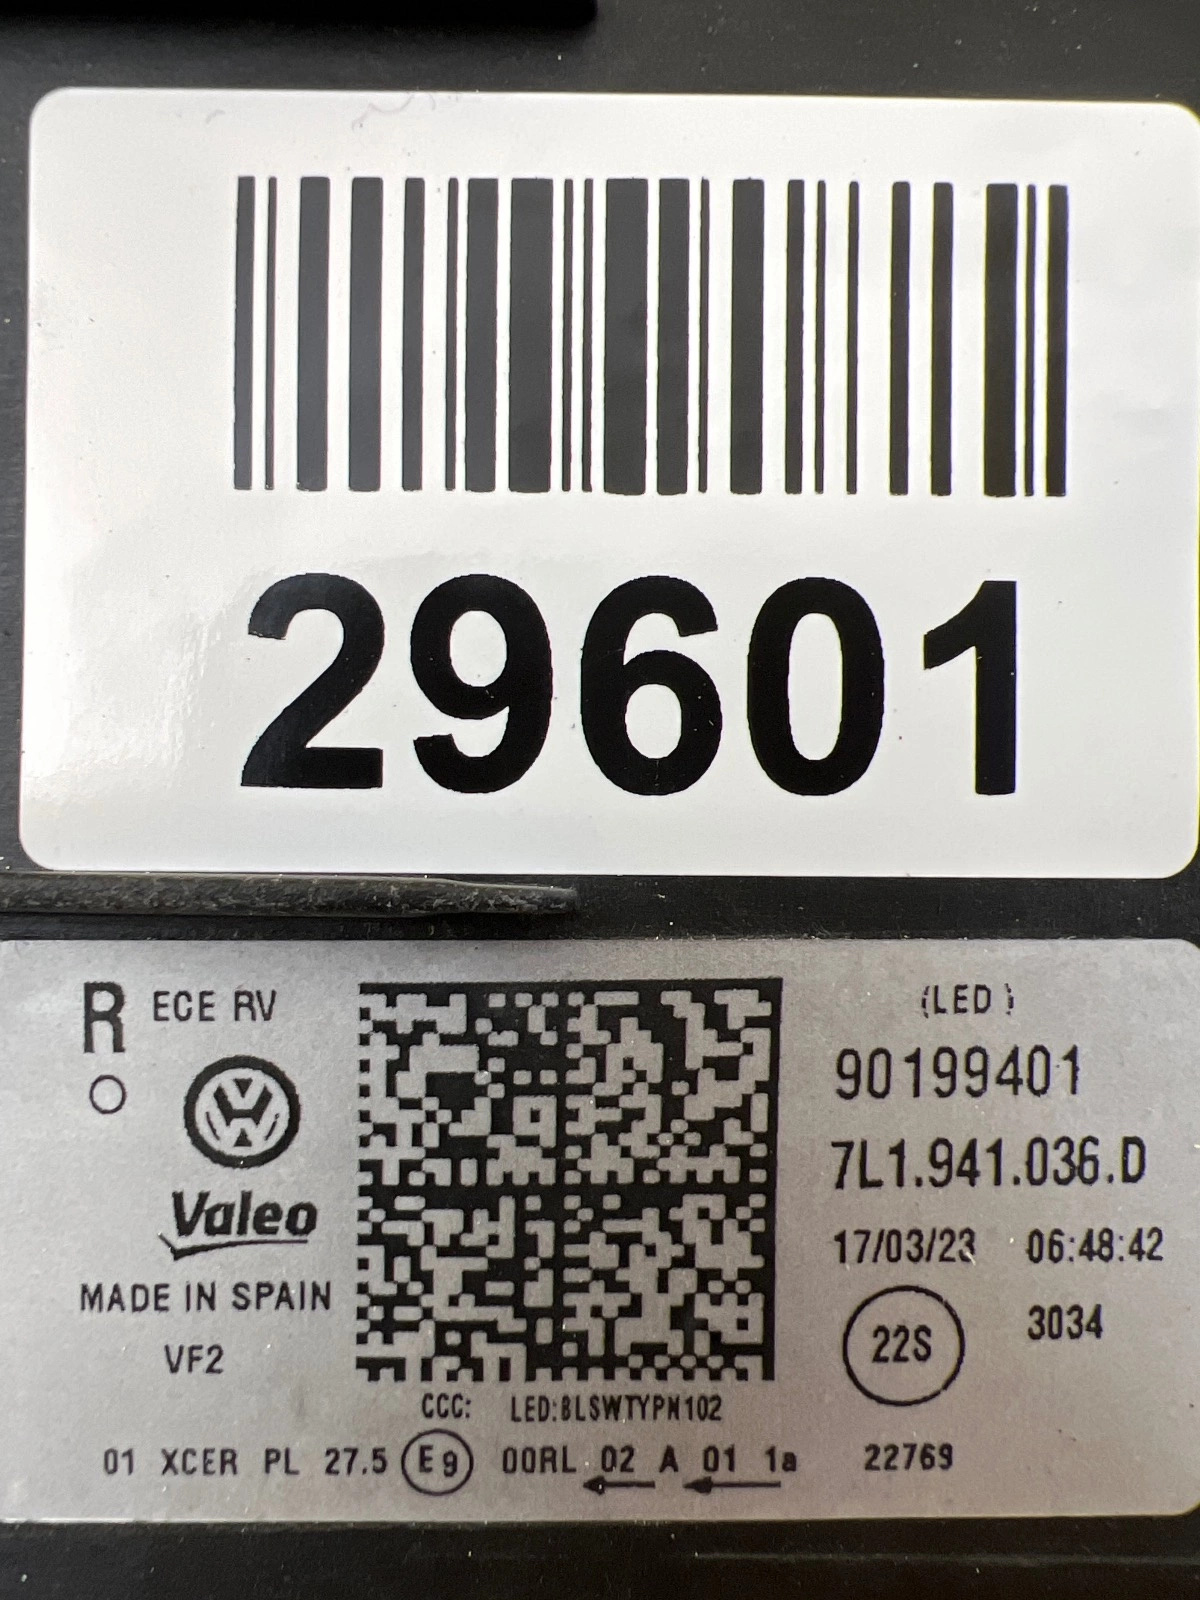 29601
R ECE RV
(LED)
90199401
Valeo
7L1.941.036.D
17/03/23 06:48:42
MADE IN SPAIN
VF2
22S
3034
CCC: LED:8LSWTYPN102
01 XCER PL 27.5 E9 00RL 02 A 01 1a 22769